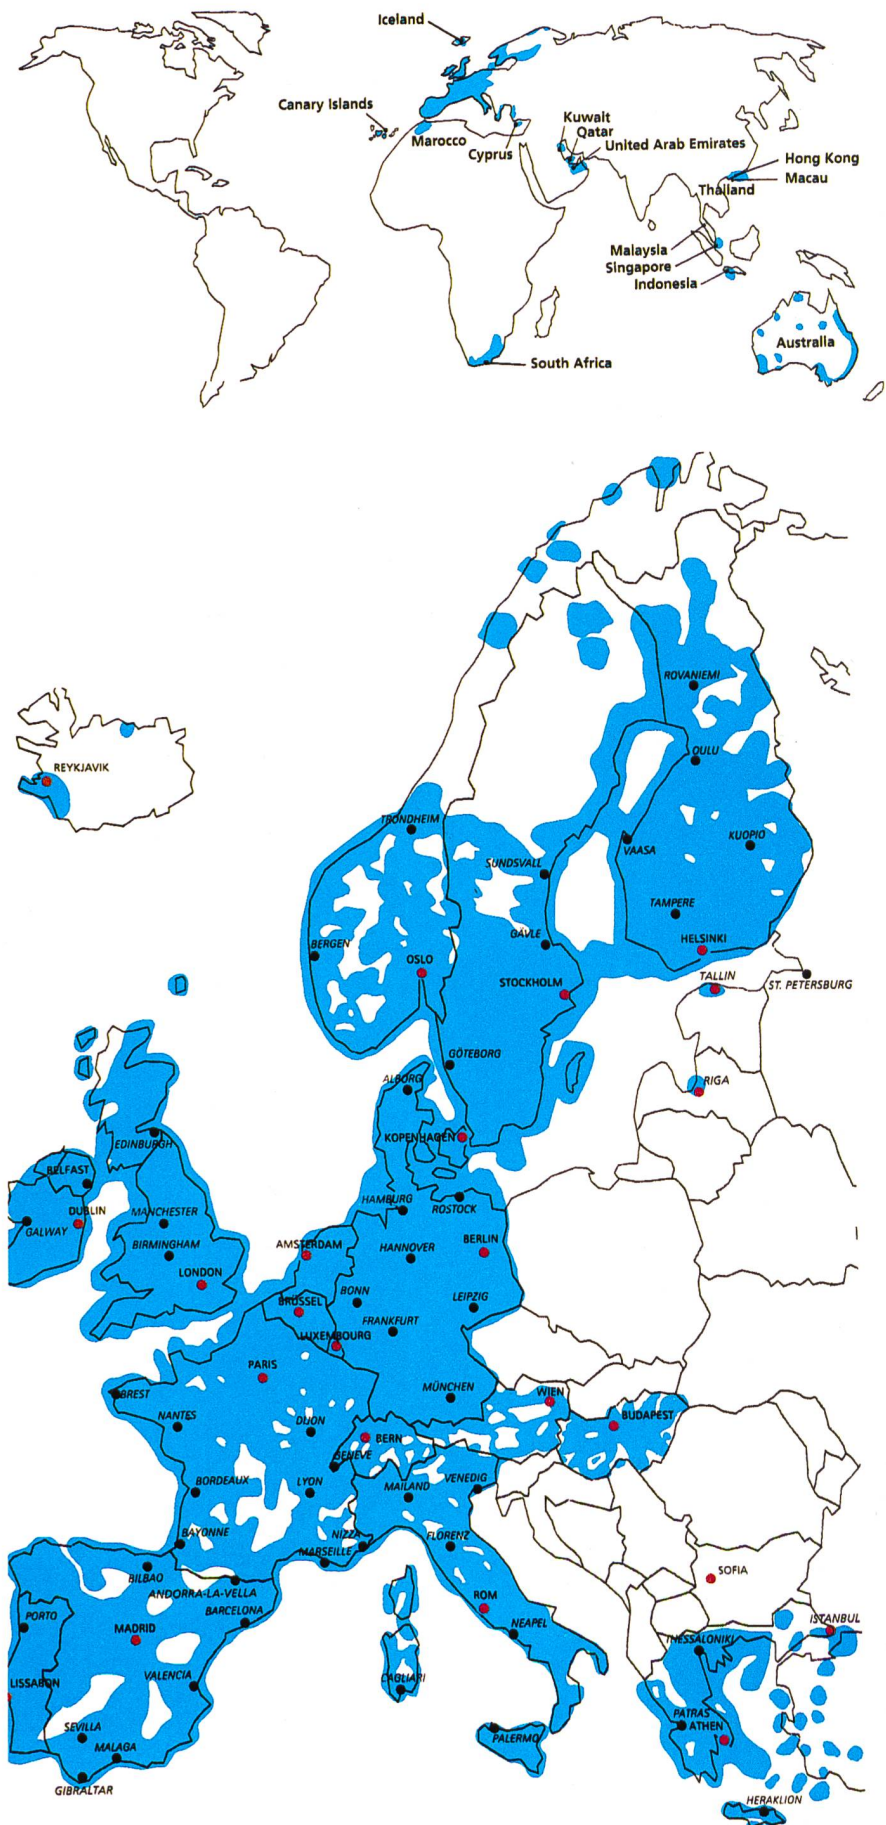 Iceland
Canary Islands
Marocco
Cyprus
Kuwait
Qatar
United Arab Emirates
Hong Kong
Macau
Thailand
Malaysia
Singapore
Indonesia
Australia
South Africa
ROVANIEMI
OULU
REYKJAVIK
TRONDHEIM
VAASA
KUOPIO
SUNDSVALL
TAMPERE
GÄVLE
HELSINKI
BERGEN
OSLO
STOCKHOLM
TALLIN
ST. PETERSBURG
GÖTEBORG
ALBORG
RIGA
KOPENHAGEN
EDINBURGH
BELFAST
HAMBURG
ROSTOCK
DUBLIN
GALWAY
MANCHESTER
BIRMINGHAM
AMSTERDAM
HANNOVER
BERLIN
LONDON
BONN
BRÜSSEL
LEIPZIG
FRANKFURT
LUXEMBOURG
PARIS
BREST
MÜNCHEN
WIEN
NANTES
DIJON
BERN
BUDAPEST
GENEVE
BORDEAUX
LYON
MAILAND
VENEDIG
BAYONNE
NIZZA
MARSEILLE
FLORENZ
BILBAO
ANDORRA-LA-VELLA
SOFIA
PORTO
BARCELONA
ROM
MADRID
NEAPEL
ISTANBUL
THESSALONIKI
LISSABON
VALENCIA
CAGLIARI
SEVILLA
PATRAS
ATHEN
MALAGA
PALERMO
GIBRALTAR
HERAKLION